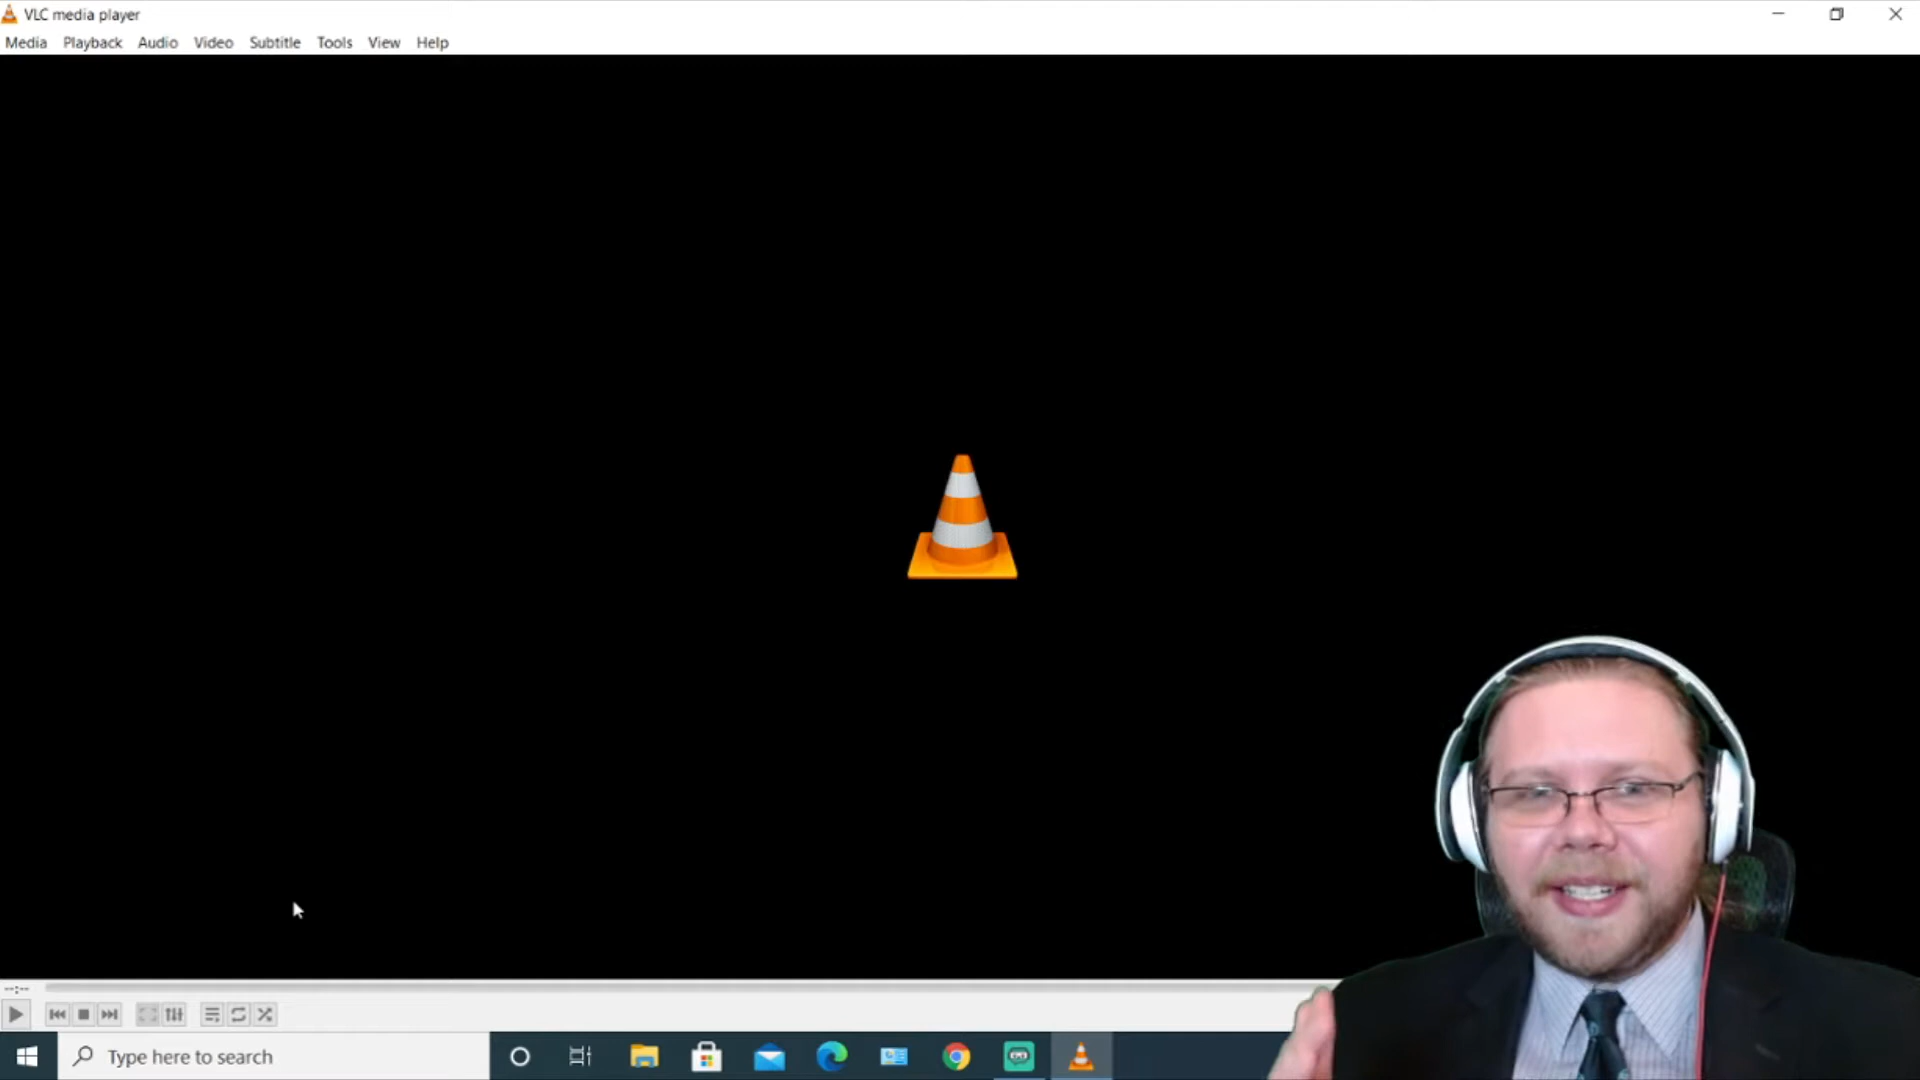 VLC media player
Media Playback Audio Video Subtitle Tools View Help
--:--
Type here to search